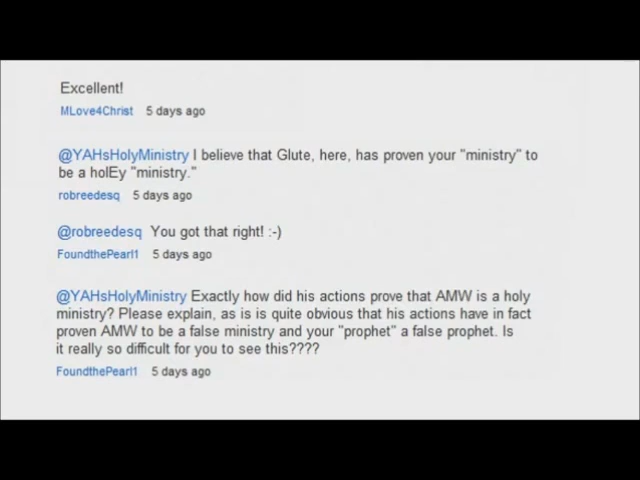 Excellent!
MLove4Christ 5 days ago
@YAHsHolyMinistry I believe that Glute, here, has proven your "ministry" to
be a holEy "ministry."
robreedesq 5 days ago
@robreedesq You got that right! :-)
FoundthePearl1 5 days ago
@YAHsHolyMinistry Exactly how did his actions prove that AMW is a holy
ministry? Please explain, as is is quite obvious that his actions have in fact
proven AMW to be a false ministry and your "prophet" a false prophet. Is
it really so difficult for you to see this????
FoundthePearl1 5 days ago